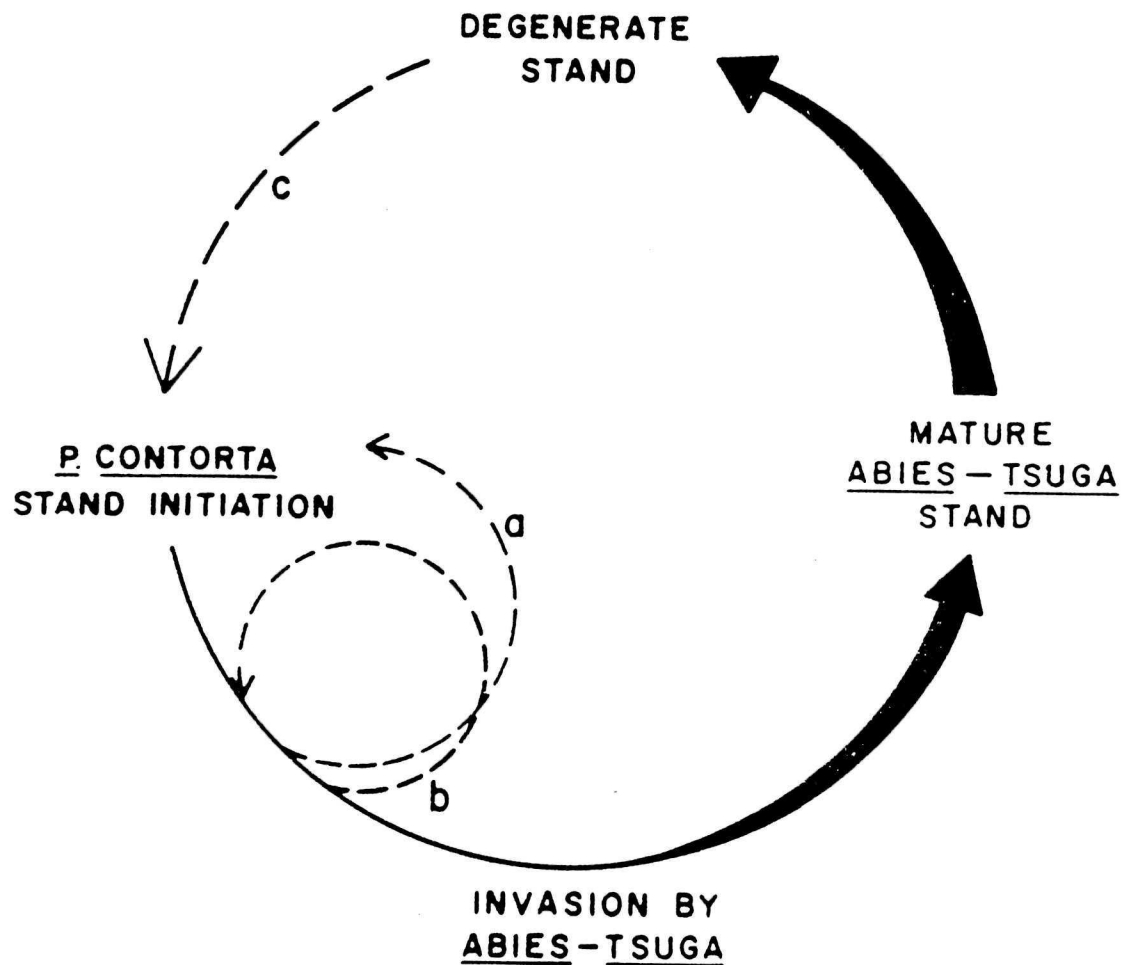 DEGENERATE
STAND
c
P. CONTORTA
STAND INITIATION
a
b
MATURE
ABIES – TSUGA
STAND
INVASION BY
ABIES – TSUGA